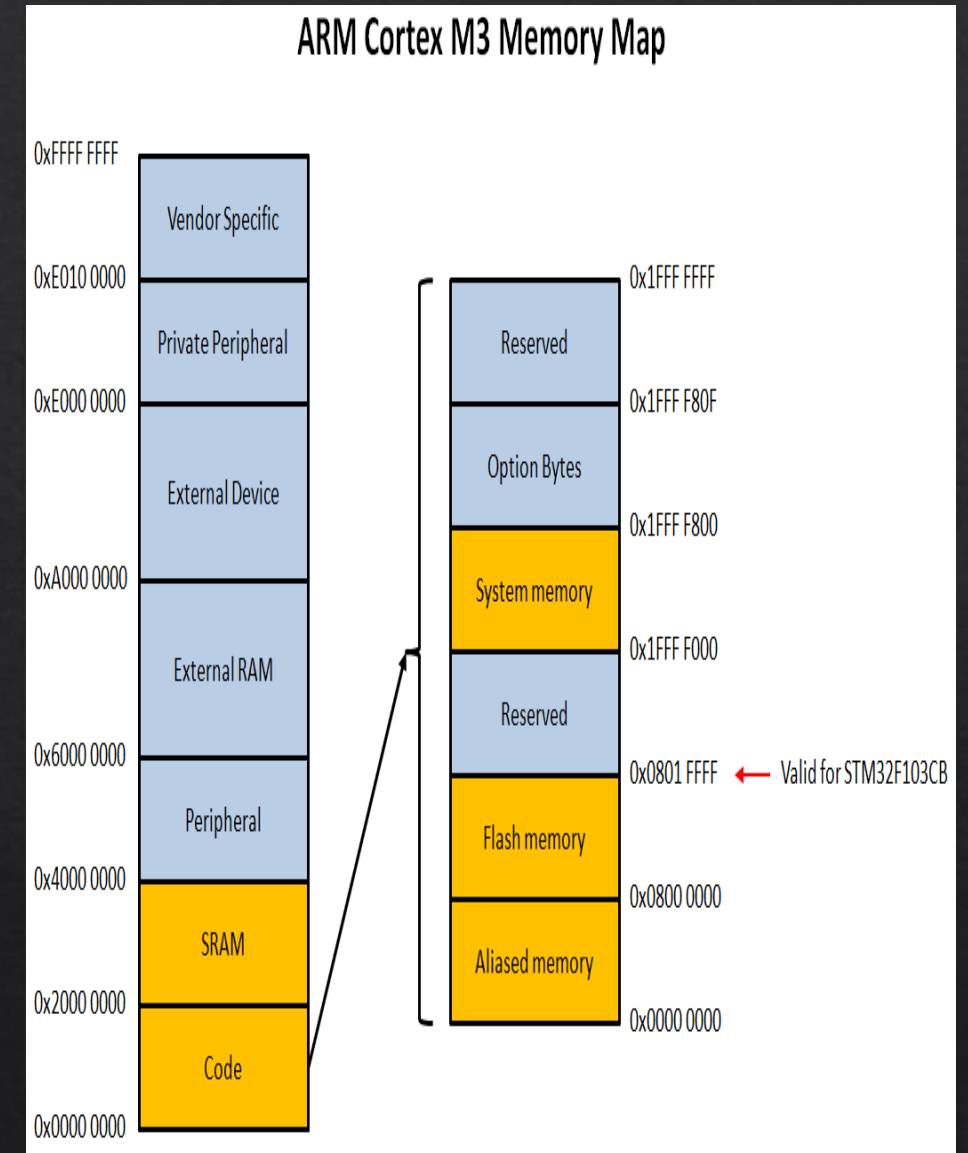 ARM Cortex M3 Memory Map
0xFFFF FFFF
Vendor Specific
0xE010 0000
Private Peripheral
0xE000 0000
External Device
0xA000 0000
External RAM
0x6000 0000
Peripheral
0x4000 0000
SRAM
0x2000 0000
Code
0x0000 0000
0x1FFF FFFF
Reserved
0x1FFF F80F
Option Bytes
0x1FFF F800
System memory
0x1FFF F000
Reserved
0x0801 FFFF Valid for STM32F103CB
Flash memory
0x0800 0000
Aliased memory
0x0000 0000